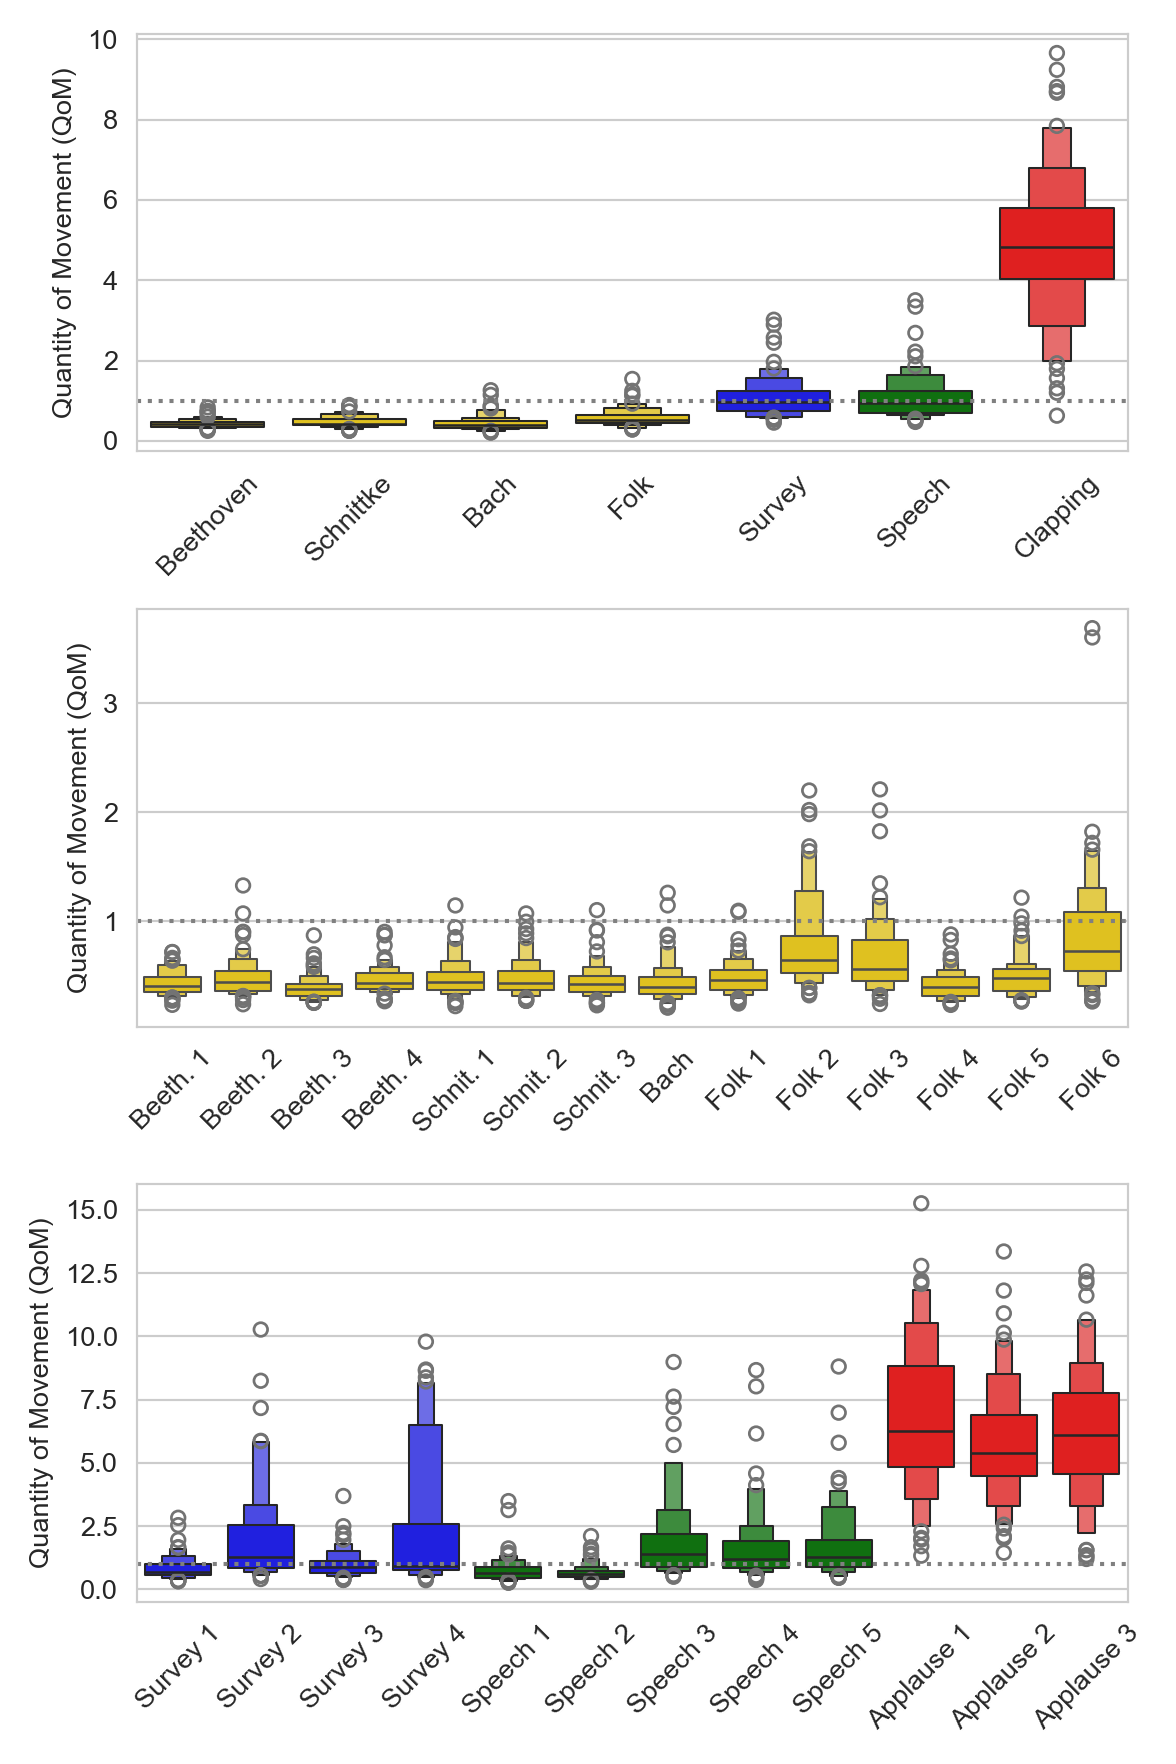 Quantity of Movement (QoM)
10
8
6
4
2
0
Beethoven
Schnittke
Bach
Folk
Survey
Speech
Clapping
Quantity of Movement (QoM)
3
2
1
Beeth. 1
Beeth. 2
Beeth. 3
Beeth. 4
Schnit. 1
Schnit. 2
Schnit. 3
Bach
Folk 1
Folk 2
Folk 3
Folk 4
Folk 5
Folk 6
Quantity of Movement (QoM)
15.0
12.5
10.0
7.5
5.0
2.5
0.0
Survey 1
Survey 2
Survey 3
Survey 4
Speech 1
Speech 2
Speech 3
Speech 4
Speech 5
Applause 1
Applause 2
Applause 3